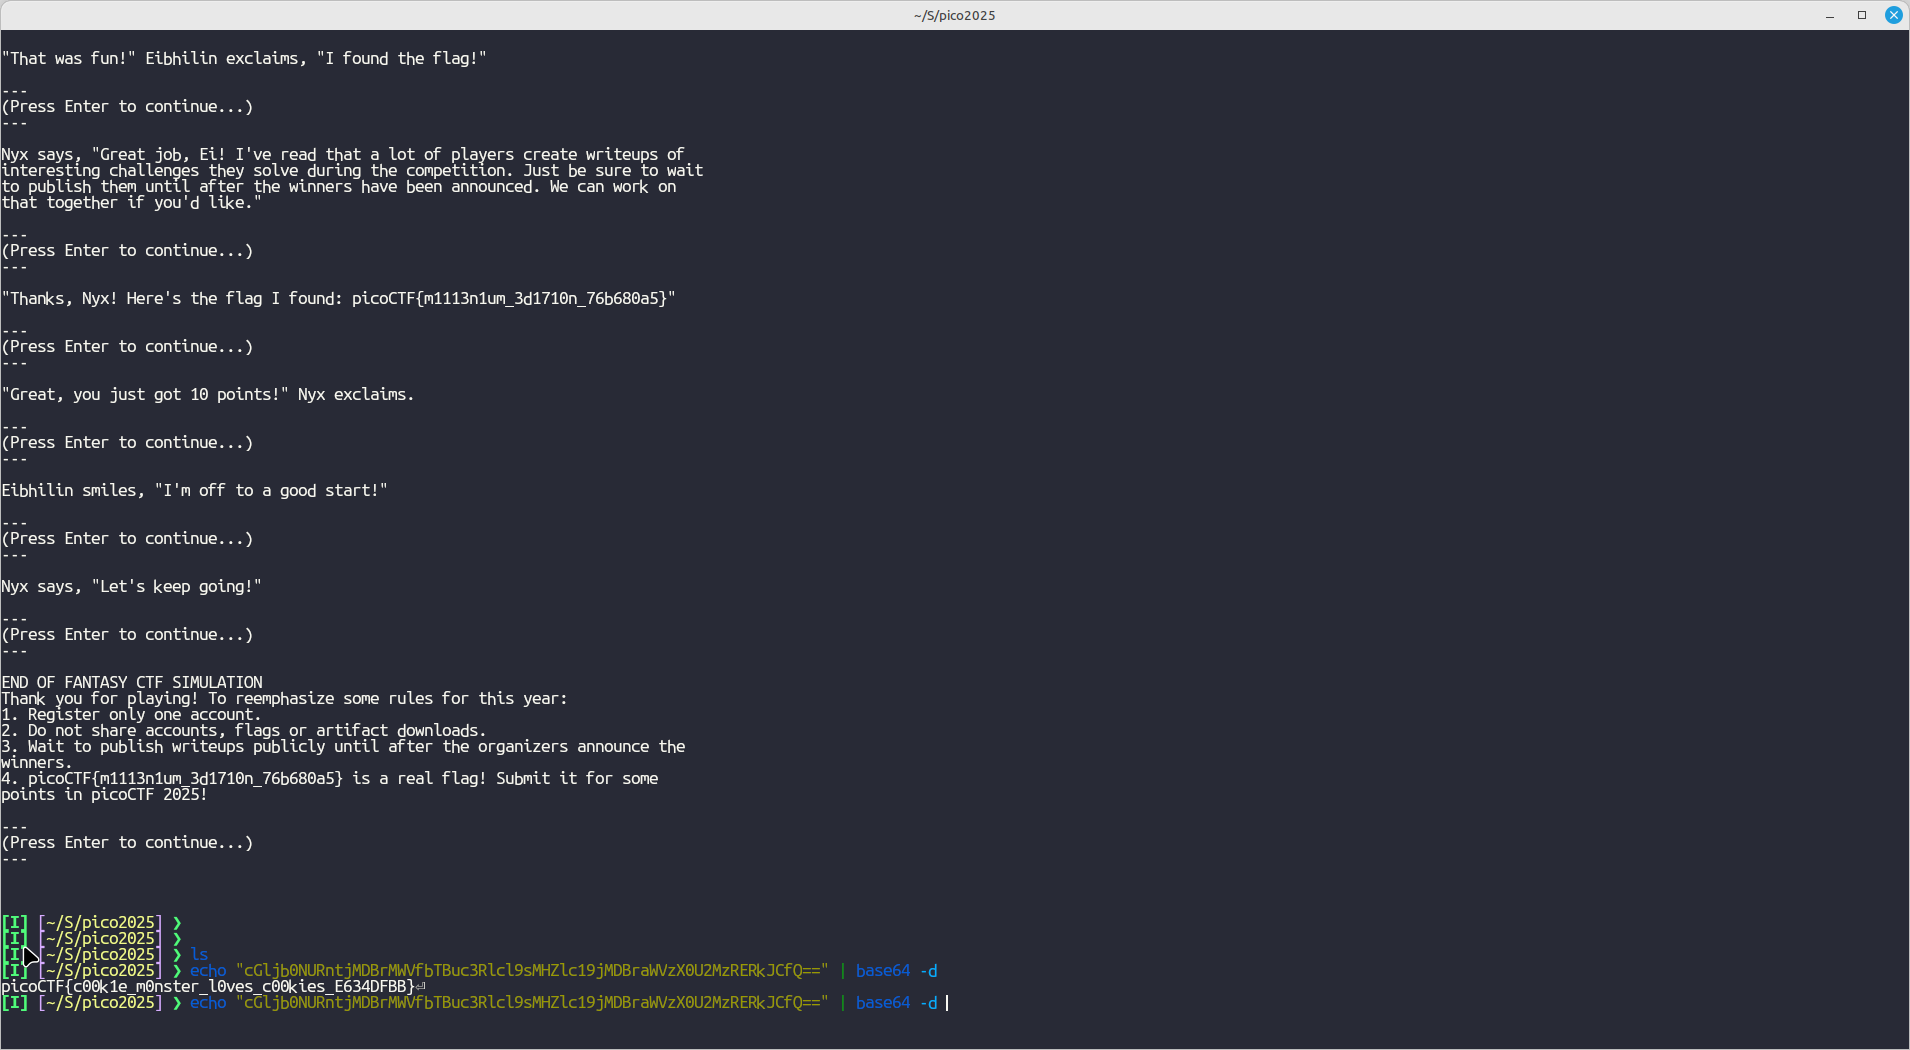 ~/S/pico2025
"That was fun!" Eibhilin exclaims, "I found the flag!"
---
(Press Enter to continue...)
---
Nyx says, "Great job, Ei! I've read that a lot of players create writeups of
interesting challenges they solve during the competition. Just be sure to wait
to publish them until after the winners have been announced. We can work on
that together if you'd like."
---
(Press Enter to continue...)
---
"Thanks, Nyx! Here's the flag I found: picoCTF{m1113n1um_3d1710n_76b680a5}"
---
(Press Enter to continue...)
---
"Great, you just got 10 points!" Nyx exclaims.
---
(Press Enter to continue...)
---
Eibhilin smiles, "I'm off to a good start!"
---
(Press Enter to continue...)
---
Nyx says, "Let's keep going!"
---
(Press Enter to continue...)
---
END OF FANTASY CTF SIMULATION
Thank you for playing! To reemphasize some rules for this year:
1. Register only one account.
2. Do not share accounts, flags or artifact downloads.
3. Wait to publish writeups publicly until after the organizers announce the
winners.
4. picoCTF{m1113n1um_3d1710n_76b680a5} is a real flag! Submit it for some
points in picoCTF 2025!
---
(Press Enter to continue...)
---
[I] [~/S/pico2025] ❯
[I] [~/S/pico2025] ❯
[I] [~/S/pico2025] ❯ ls
[I] [~/S/pico2025] ❯ echo "cGljb0NURntjMDBrMWVfbTBuc3Rlcl9sMHZlc19jMDBraWVzX0U2MzRERkJCfQ==" | base64 -d
picoCTF{c00k1e_m0nster_l0ves_c00kies_E634DFBB}⏎
[I] [~/S/pico2025] ❯ echo "cGljb0NURntjMDBrMWVfbTBuc3Rlcl9sMHZlc19jMDBraWVzX0U2MzRERkJCfQ==" | base64 -d